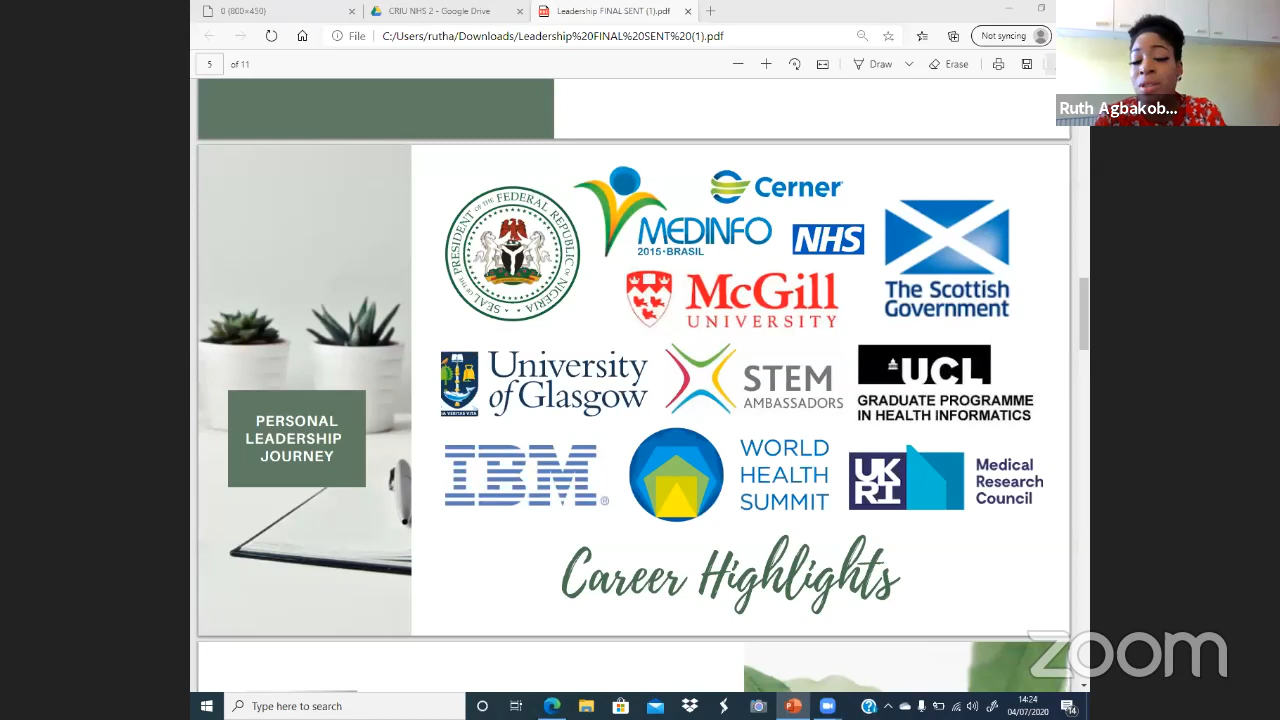 0 (800×450)
CRIU NHS 2 - Google Drive
Leadership FINAL SENT (1).pdf
File
C:/Users/rutha/Downloads/Leadership%20FINAL%20SENT%20(1).pdf
Not syncing
5
of 11
Draw
Erase
Ruth Agbakob...
SEAL OF THE PRESIDENT OF THE FEDERAL REPUBLIC OF NIGERIA
MEDINFO
2015•BRASIL
Cerner
NHS
The Scottish
Government
McGill
UNIVERSITY
University
of Glasgow
STEM
AMBASSADORS
UCL
GRADUATE PROGRAMME
IN HEALTH INFORMATICS
PERSONAL
LEADERSHIP
JOURNEY
IBM®
WORLD
HEALTH
SUMMIT
UK
RI
Medical
Research
Council
Career Highlights
zoom
Type here to search
14:24
04/07/2020
14